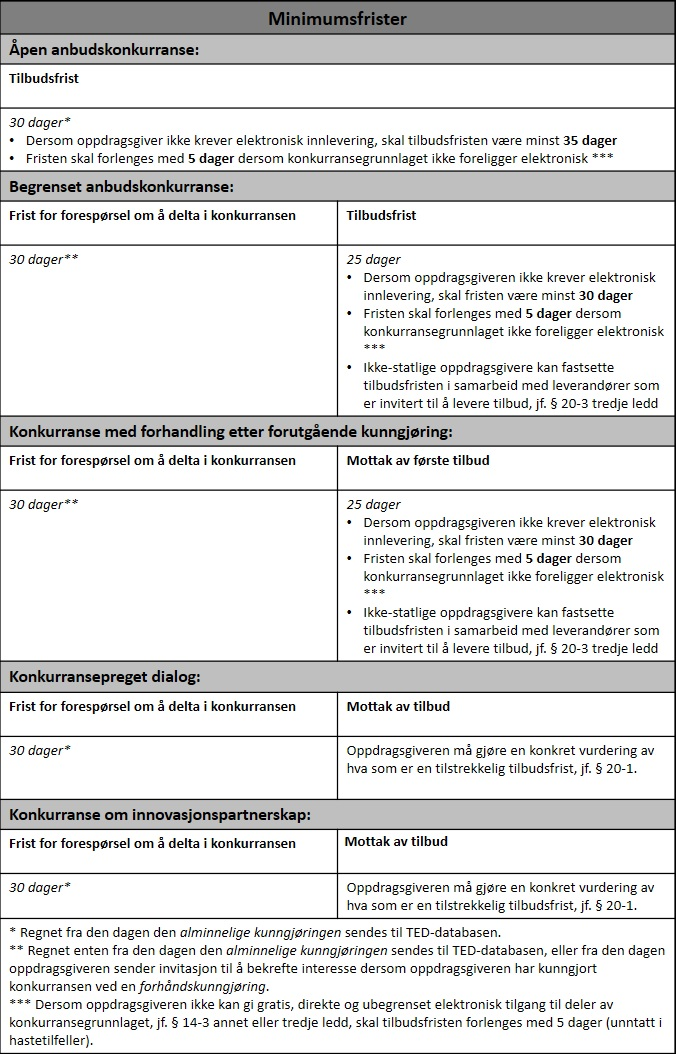 Minimumsfrister
Åpen anbudskonkurranse:
Tilbudsfrist
30 dager*
• Dersom oppdragsgiver ikke krever elektronisk innlevering, skal tilbudsfristen være minst 35 dager
• Fristen skal forlenges med 5 dager dersom konkurransegrunnlaget ikke foreligger elektronisk ***
Begrenset anbudskonkurranse:
Frist for forespørsel om å delta i konkurransen
Tilbudsfrist
30 dager**
25 dager
• Dersom oppdragsgiveren ikke krever elektronisk
innlevering, skal fristen være minst 30 dager
• Fristen skal forlenges med 5 dager dersom
konkurransegrunnlaget ikke foreligger elektronisk
***
• Ikke-statlige oppdragsgivere kan fastsette
tilbudsfristen i samarbeid med leverandører som
er invitert til å levere tilbud, jf. § 20-3 tredje ledd
Konkurranse med forhandling etter forutgående kunngjøring:
Frist for forespørsel om å delta i konkurransen
Mottak av første tilbud
30 dager**
25 dager
• Dersom oppdragsgiveren ikke krever elektronisk
innlevering, skal fristen være minst 30 dager
• Fristen skal forlenges med 5 dager dersom
konkurransegrunnlaget ikke foreligger elektronisk
***
• Ikke-statlige oppdragsgivere kan fastsette
tilbudsfristen i samarbeid med leverandører som
er invitert til å levere tilbud, jf. § 20-3 tredje ledd
Konkurransepreget dialog:
Frist for forespørsel om å delta i konkurransen
Mottak av tilbud
30 dager*
Oppdragsgiveren må gjøre en konkret vurdering av
hva som er en tilstrekkelig tilbudsfrist, jf. § 20-1.
Konkurranse om innovasjonspartnerskap:
Frist for forespørsel om å delta i konkurransen
Mottak av tilbud
30 dager*
Oppdragsgiveren må gjøre en konkret vurdering av
hva som er en tilstrekkelig tilbudsfrist, jf. § 20-1.
* Regnet fra den dagen den alminnelige kunngjøringen sendes til TED-databasen.
** Regnet enten fra den dagen den alminnelige kunngjøringen sendes til TED-databasen, eller fra den dagen
oppdragsgiveren sender invitasjon til å bekrefte interesse dersom oppdragsgiveren har kunngjort
konkurransen ved en forhåndskunngjøring.
*** Dersom oppdragsgiveren ikke kan gi gratis, direkte og ubegrenset elektronisk tilgang til deler av
konkurransegrunnlaget, jf. § 14-3 annet eller tredje ledd, skal tilbudsfristen forlenges med 5 dager (unntatt i
hastetilfeller).